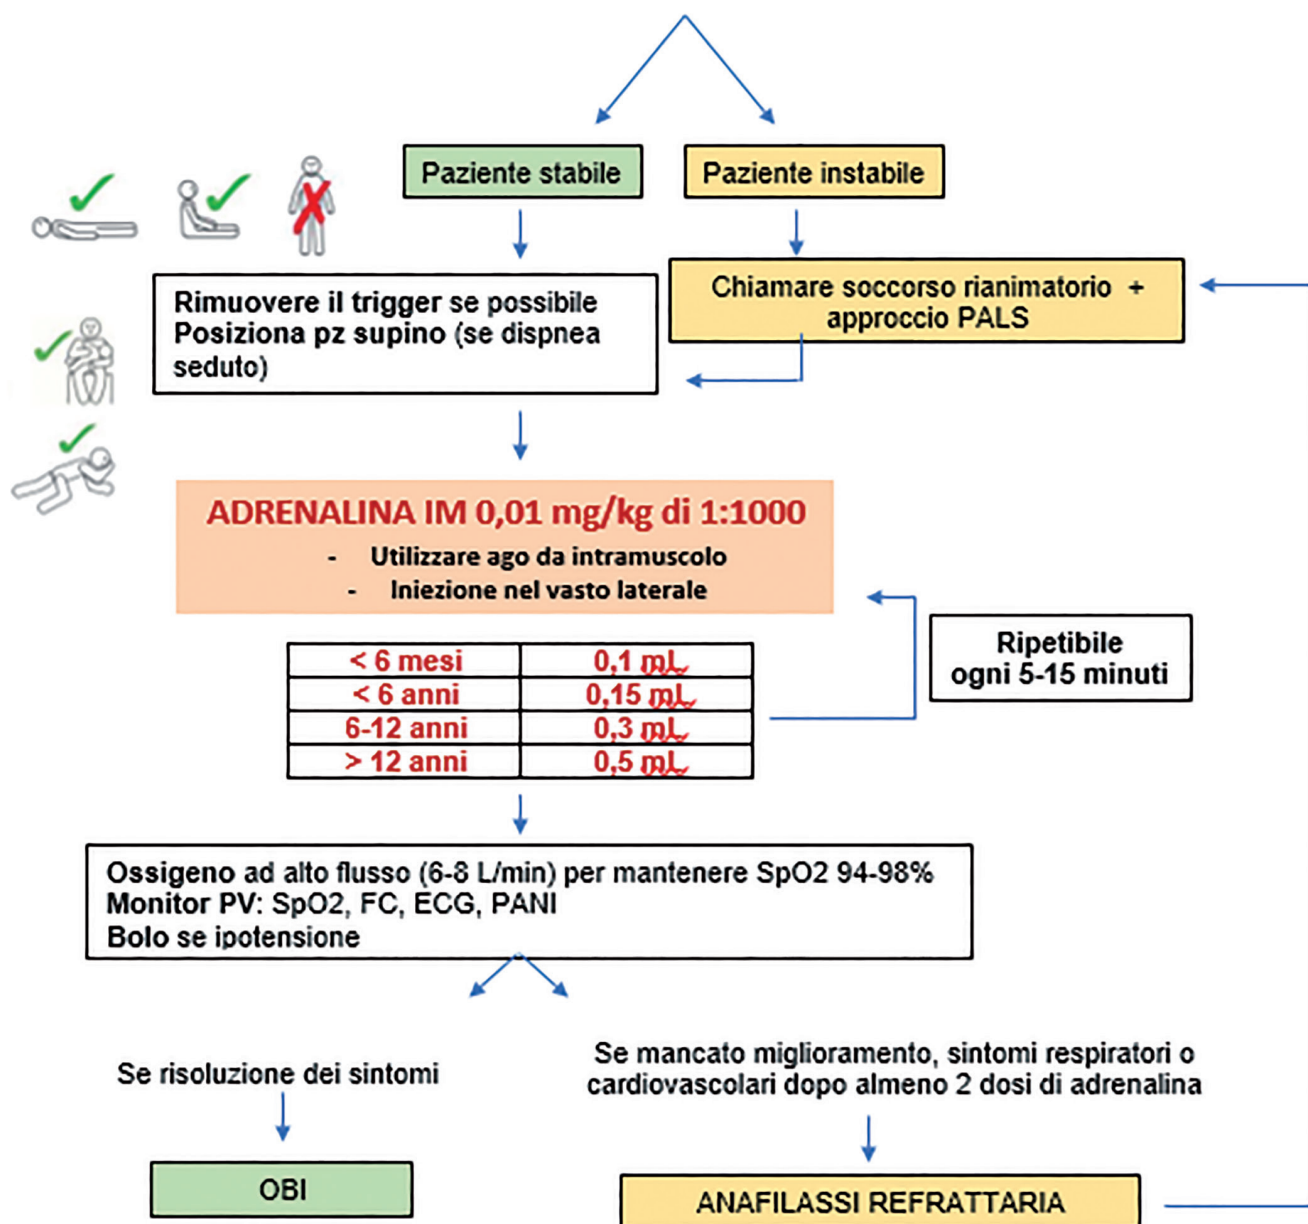 Paziente stabile
Paziente instabile
Rimuovere il trigger se possibile
Posiziona pz supino (se dispnea
seduto)
Chiamare soccorso rianimatorio +
approccio PALS
ADRENALINA IM 0,01 mg/kg di 1:1000
- Utilizzare ago da intramuscolo
- Iniezione nel vasto laterale
< 6 mesi 0,1 mL
< 6 anni 0,15 mL
6-12 anni 0,3 mL
> 12 anni 0,5 mL
Ripetibile
ogni 5-15 minuti
Ossigeno ad alto flusso (6-8 L/min) per mantenere SpO2 94-98%
Monitor PV: SpO2, FC, ECG, PANI
Bolo se ipotensione
Se risoluzione dei sintomi
Se mancato miglioramento, sintomi respiratori o
cardiovascolari dopo almeno 2 dosi di adrenalina
OBI
ANAFILASSI REFRATTARIA